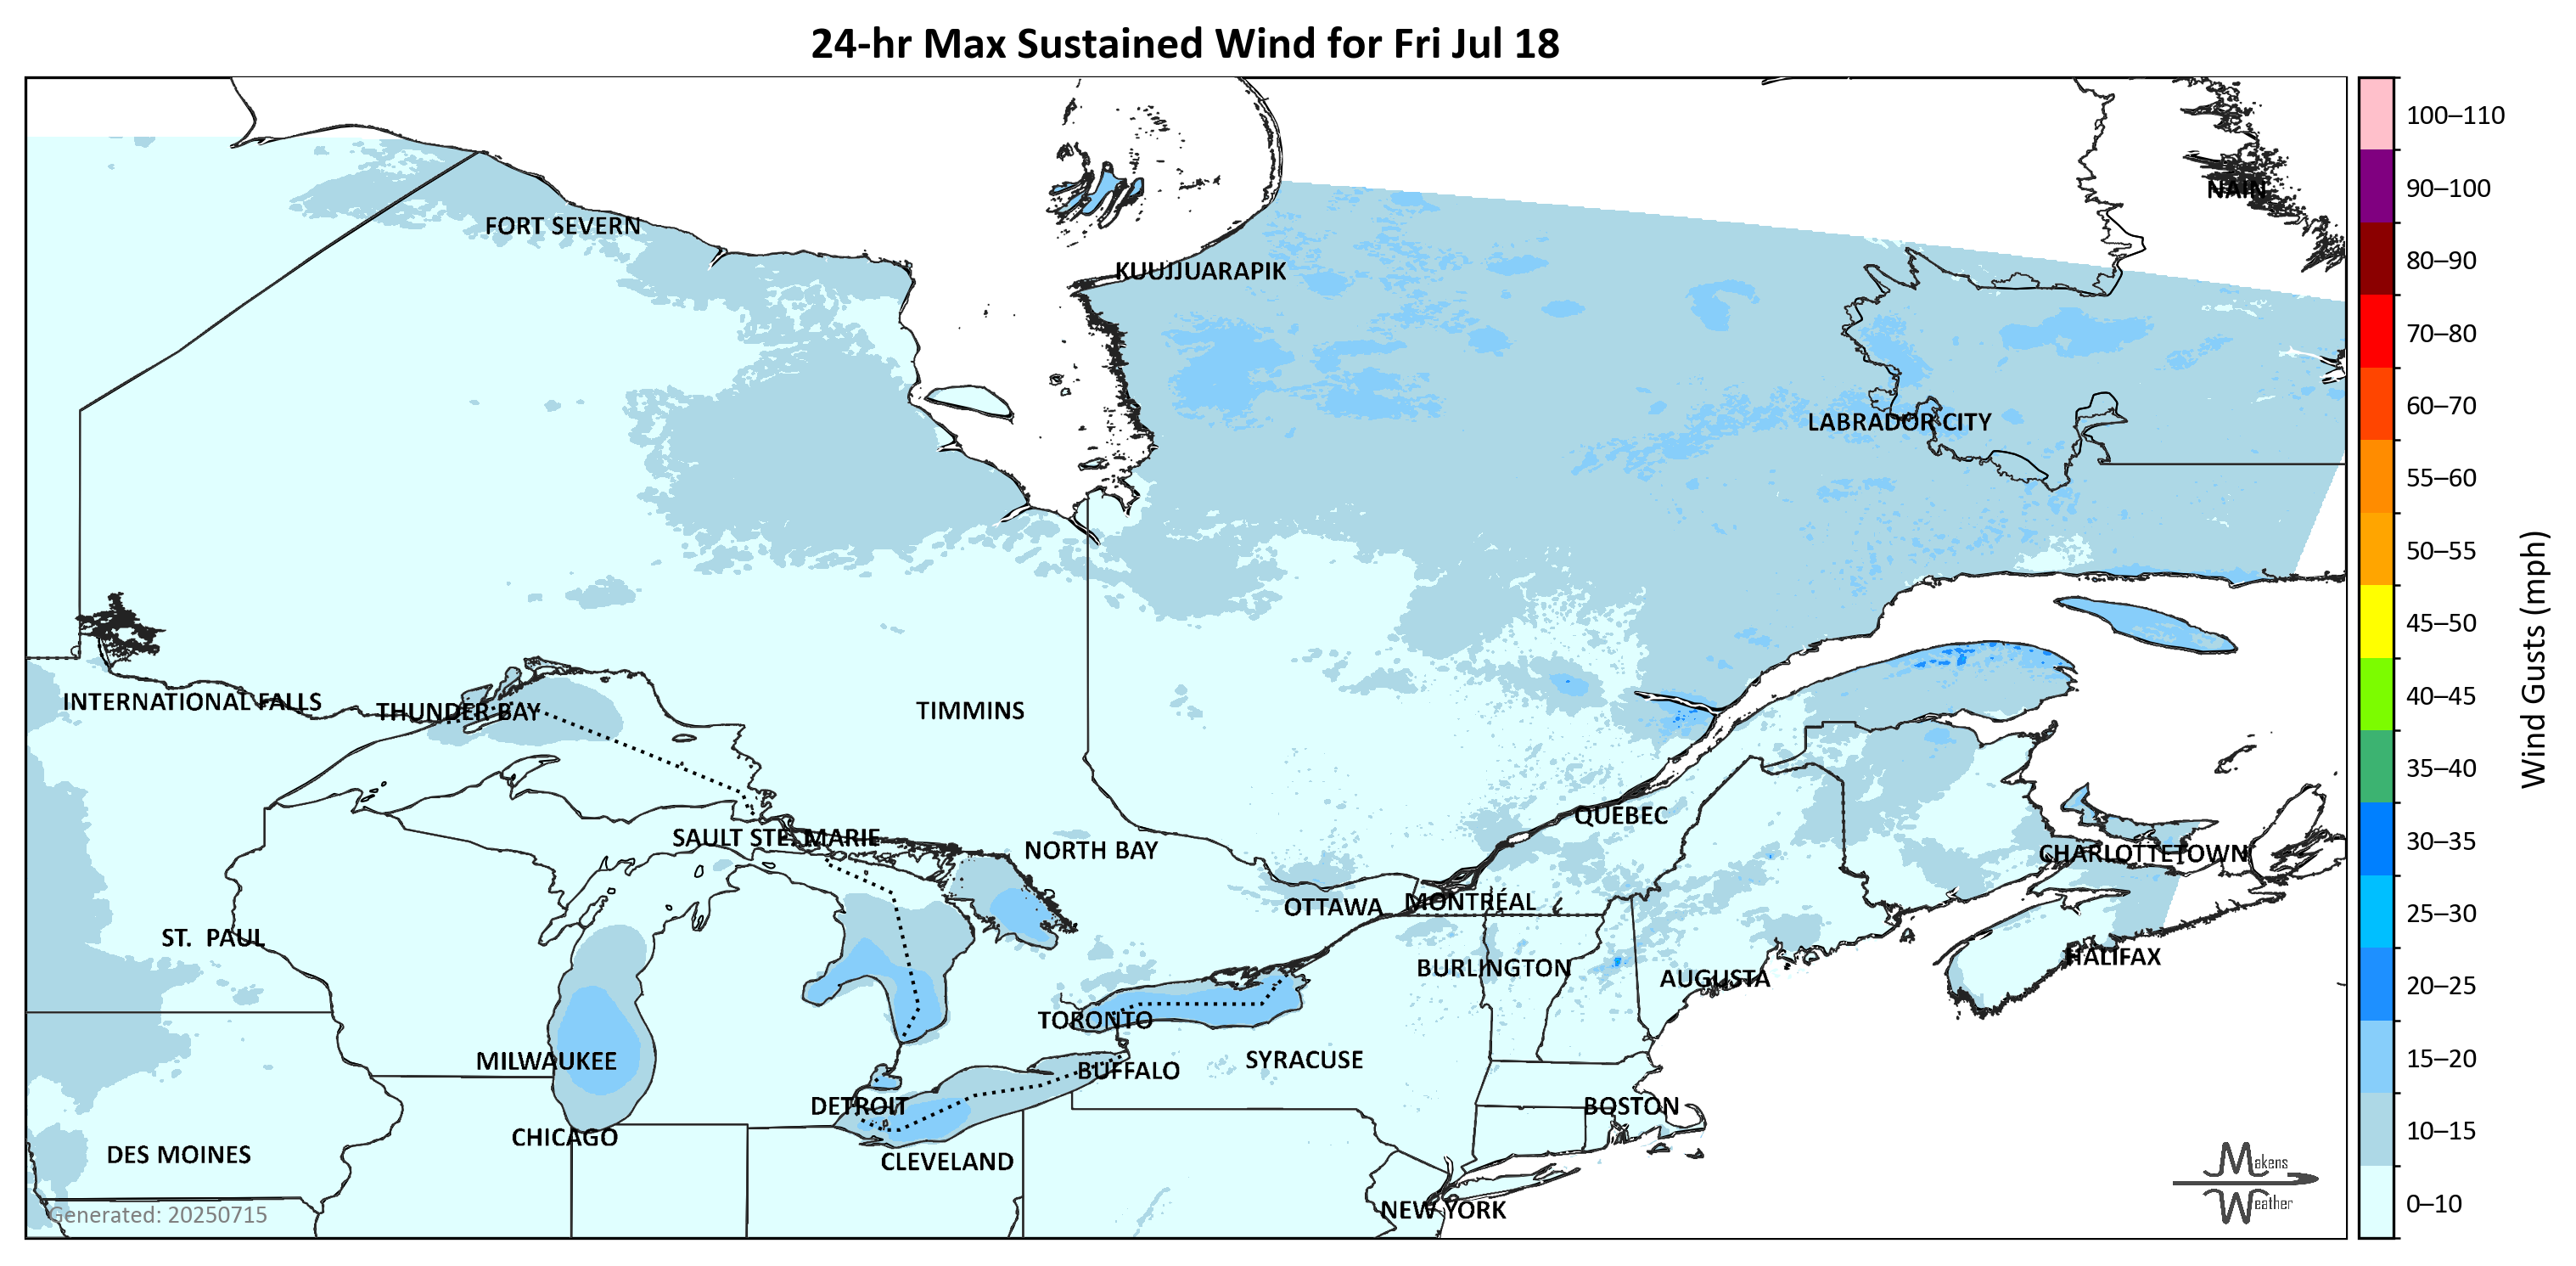 24-hr Max Sustained Wind for Fri Jul 18
100–110
90–100
80–90
70–80
60–70
55–60
50–55
45–50
40–45
35–40
30–35
25–30
20–25
15–20
10–15
0–10
Wind Gusts (mph)
NAIN
FORT SEVERN
KUUJJUARAPIK
LABRADOR CITY
INTERNATIONAL FALLS
THUNDER BAY
TIMMINS
QUÉBEC
SAULT STE. MARIE
NORTH BAY
CHARLOTTETOWN
OTTAWA
MONTRÉAL
ST.  PAUL
HALIFAX
BURLINGTON
AUGUSTA
TORONTO
MILWAUKEE
SYRACUSE
BUFFALO
DETROIT
BOSTON
CHICAGO
DES MOINES
CLEVELAND
NEW YORK
Generated: 20250715
Makens
Weather